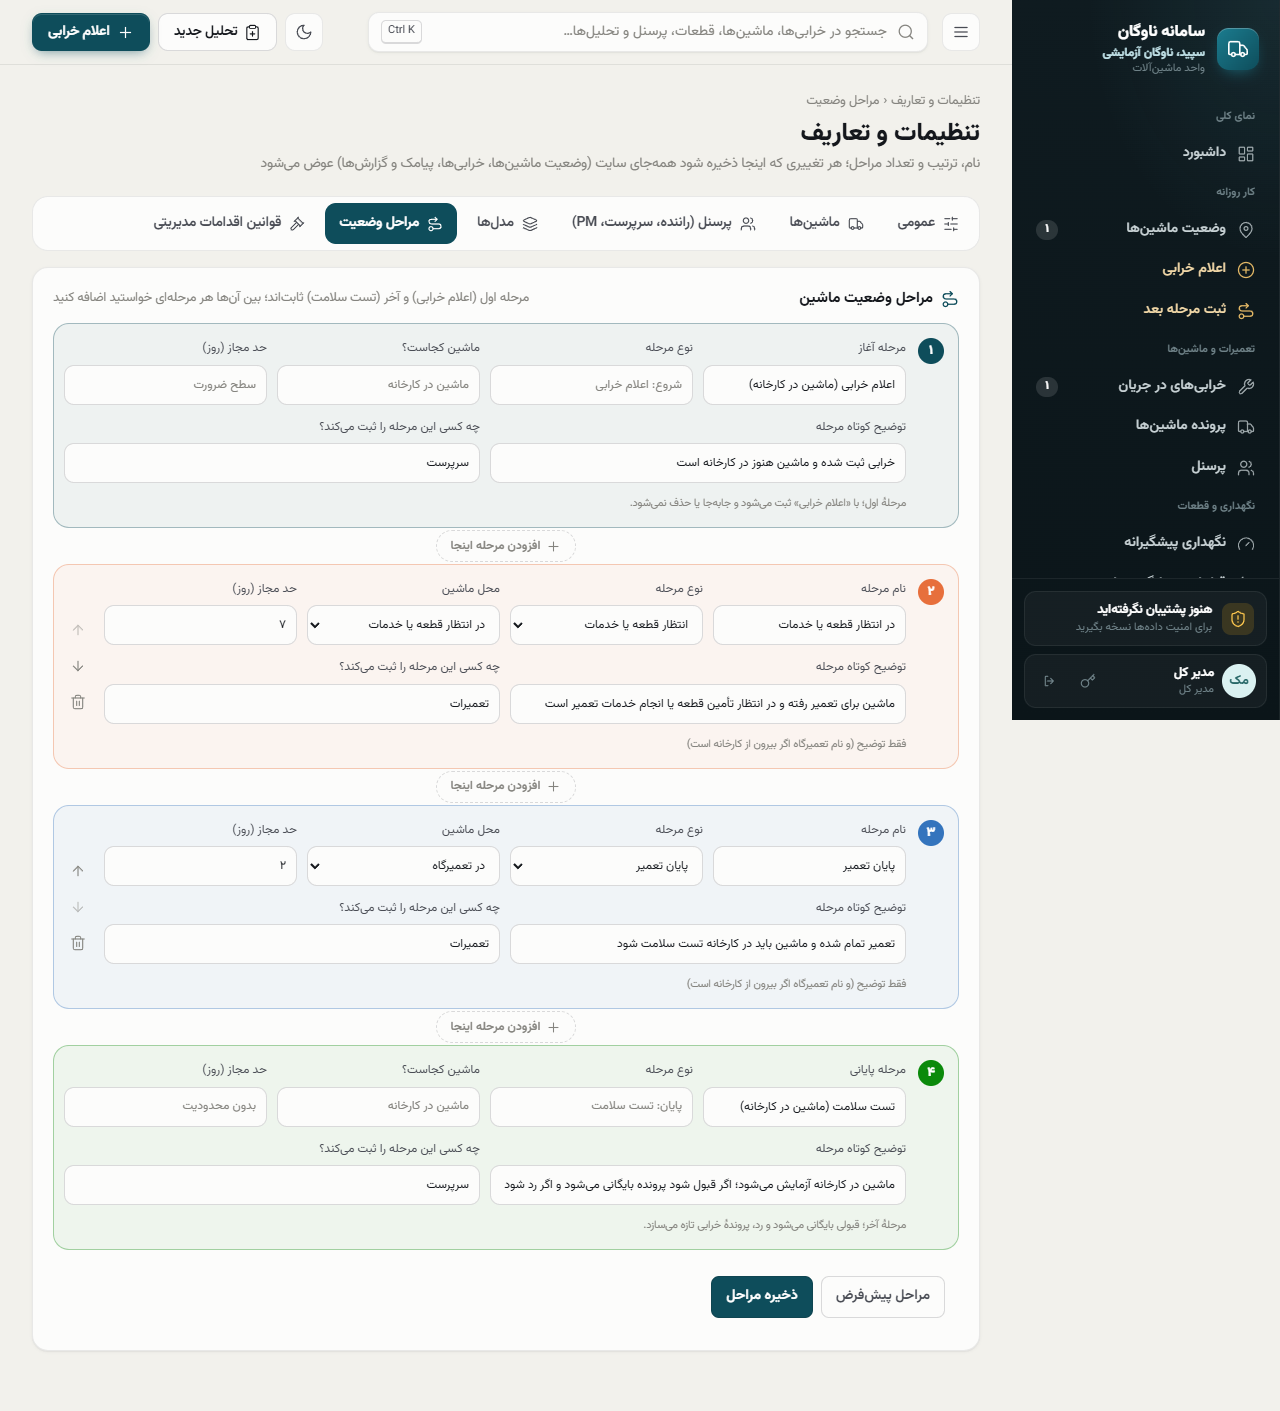 سامانه ناوگان
سپید، ناوگان آزمایشی
واحد ماشین‌آلات
نمای کلی
داشبورد
کار روزانه
وضعیت ماشین‌ها
۱
اعلام خرابی
ثبت مرحله بعد
تعمیرات و ماشین‌ها
خرابی‌های در جریان
۱
پرونده ماشین‌ها
پرسنل
نگهداری و قطعات
نگهداری پیشگیرانه
هنوز پشتیبان نگرفته‌اید
برای امنیت داده‌ها نسخه بگیرید
مک
مدیر کل
مدیر کل
جستجو در خرابی‌ها، ماشین‌ها، قطعات، پرسنل و تحلیل‌ها...
Ctrl K
تحلیل جدید
اعلام خرابی
تنظیمات و تعاریف › مراحل وضعیت
تنظیمات و تعاریف
نام، ترتیب و تعداد مراحل؛ هر تغییری که اینجا ذخیره شود همه‌جای سایت (وضعیت ماشین‌ها، خرابی‌ها، پیامک و گزارش‌ها) عوض می‌شود
عمومی
ماشین‌ها
پرسنل (راننده، سرپرست، PM)
مدل‌ها
مراحل وضعیت
قوانین اقدامات مدیریتی
مراحل وضعیت ماشین
مرحله اول (اعلام خرابی) و آخر (تست سلامت) ثابت‌اند؛ بین آن‌ها هر مرحله‌ای خواستید اضافه کنید
۱
مرحله آغاز
نوع مرحله
ماشین کجاست؟
حد مجاز (روز)
اعلام خرابی (ماشین در کارخانه)
شروع: اعلام خرابی
ماشین در کارخانه
سطح ضرورت
توضیح کوتاه مرحله
چه کسی این مرحله را ثبت می‌کند؟
خرابی ثبت شده و ماشین هنوز در کارخانه است
سرپرست
مرحلهٔ اول؛ با «اعلام خرابی» ثبت می‌شود و جابه‌جا یا حذف نمی‌شود.
افزودن مرحله اینجا
۲
نام مرحله
نوع مرحله
محل ماشین
حد مجاز (روز)
در انتظار قطعه یا خدمات
انتظار قطعه یا خدمات
در انتظار قطعه یا خدمات
۷
توضیح کوتاه مرحله
چه کسی این مرحله را ثبت می‌کند؟
ماشین برای تعمیر رفته و در انتظار تأمین قطعه یا انجام خدمات تعمیر است
تعمیرات
فقط توضیح (و نام تعمیرگاه اگر بیرون از کارخانه است)
افزودن مرحله اینجا
۳
نام مرحله
نوع مرحله
محل ماشین
حد مجاز (روز)
پایان تعمیر
پایان تعمیر
در تعمیرگاه
۲
توضیح کوتاه مرحله
چه کسی این مرحله را ثبت می‌کند؟
تعمیر تمام شده و ماشین باید در کارخانه تست سلامت شود
تعمیرات
فقط توضیح (و نام تعمیرگاه اگر بیرون از کارخانه است)
افزودن مرحله اینجا
۴
مرحله پایانی
نوع مرحله
ماشین کجاست؟
حد مجاز (روز)
تست سلامت (ماشین در کارخانه)
پایان: تست سلامت
ماشین در کارخانه
بدون محدودیت
توضیح کوتاه مرحله
چه کسی این مرحله را ثبت می‌کند؟
ماشین در کارخانه آزمایش می‌شود؛ اگر قبول شود پرونده بایگانی می‌شود و اگر رد شود
سرپرست
مرحلهٔ آخر؛ قبولی بایگانی می‌شود و رد، پروندهٔ خرابی تازه می‌سازد.
مراحل پیش‌فرض
ذخیره مراحل